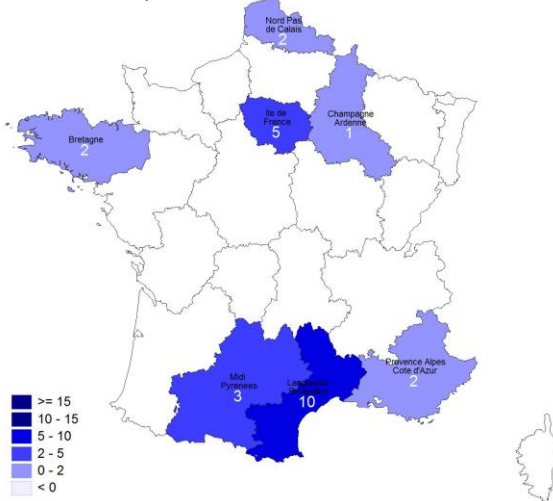 Nord Pas
de Calais
2
Ile de
France
5
Champagne
Ardenne
1
Bretagne
2
Provence Alpes
Cote d'Azur
2
Midi
Pyrenees
3
10
>= 15
10 - 15
5 - 10
2 - 5
0 - 2
< 0